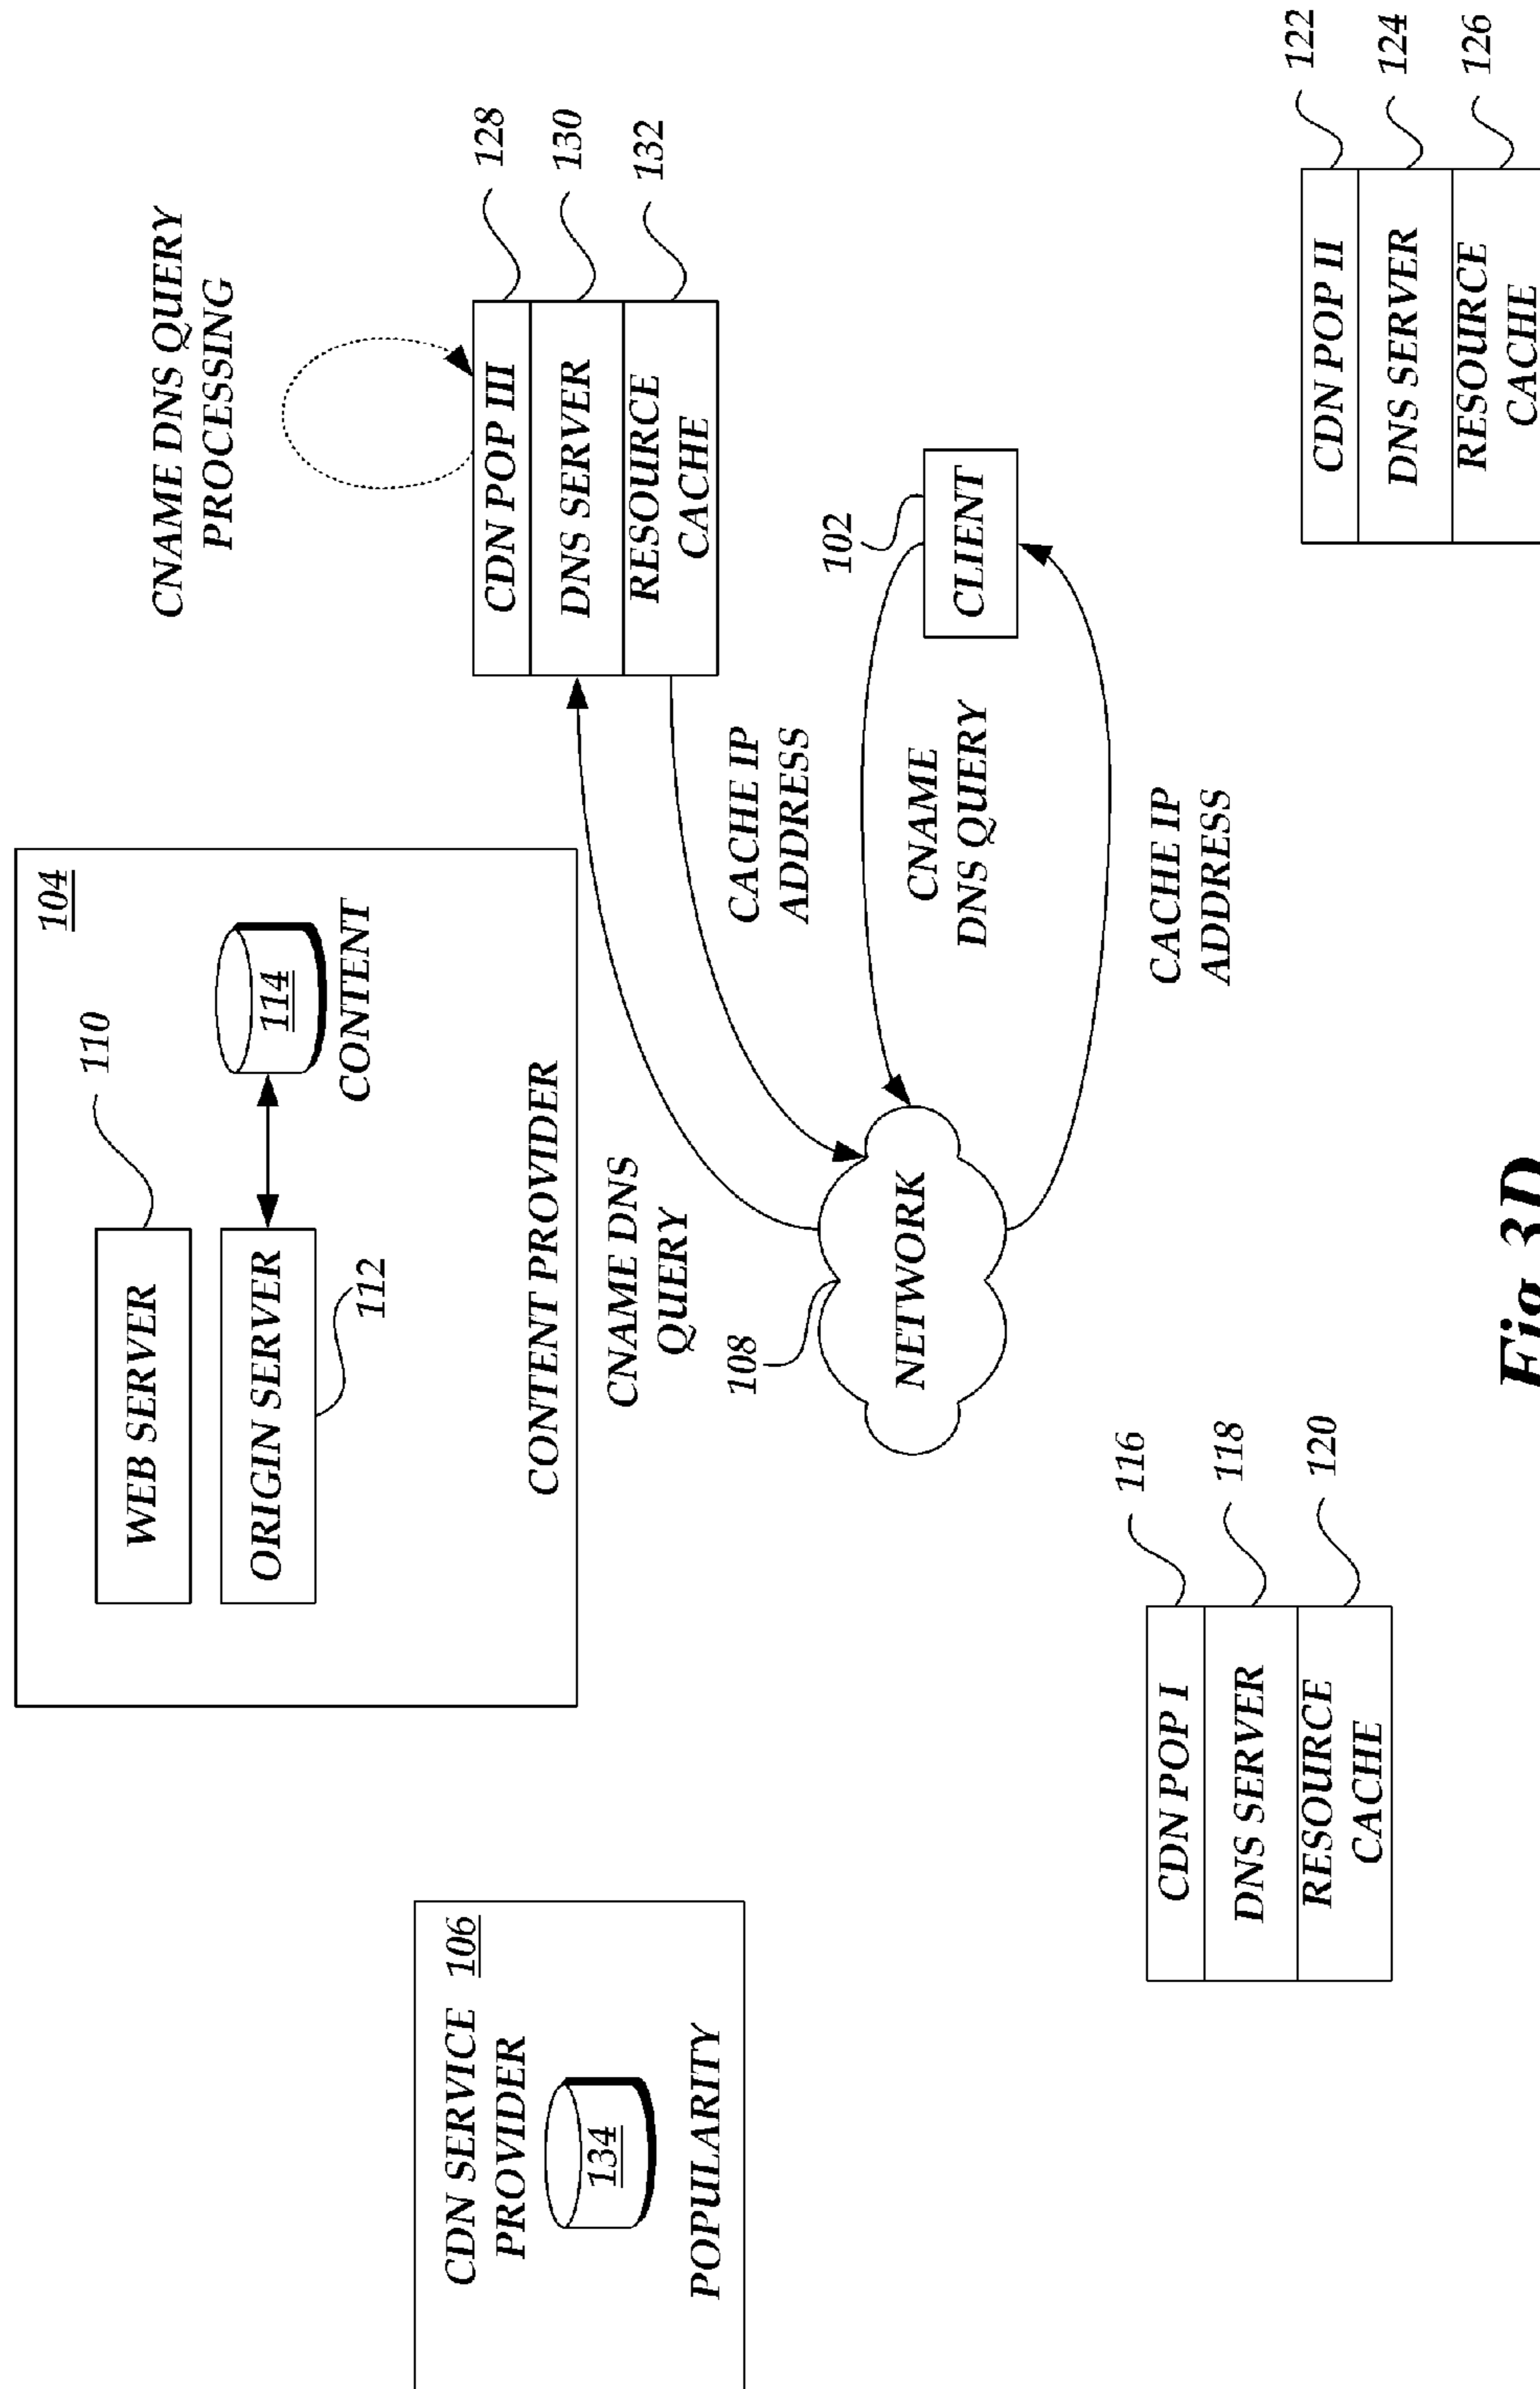 CDN SERVICE 106
PROVIDER
134
POPULARITY
104
110
WEB SERVER
ORIGIN SERVER
112
114
CONTENT
CONTENT PROVIDER
CNAME DNS QUERY
PROCESSING
CDN POP III
DNS SERVER
RESOURCE
CACHE
128
130
132
CNAME DNS
QUERY
CACHE IP
ADDRESS
108
NETWORK
102
CLIENT
CNAME
DNS QUERY
CACHE IP
ADDRESS
CDN POP I
DNS SERVER
RESOURCE
CACHE
116
118
120
CDN POP II
DNS SERVER
RESOURCE
CACHE
122
124
126
Fig. 3D